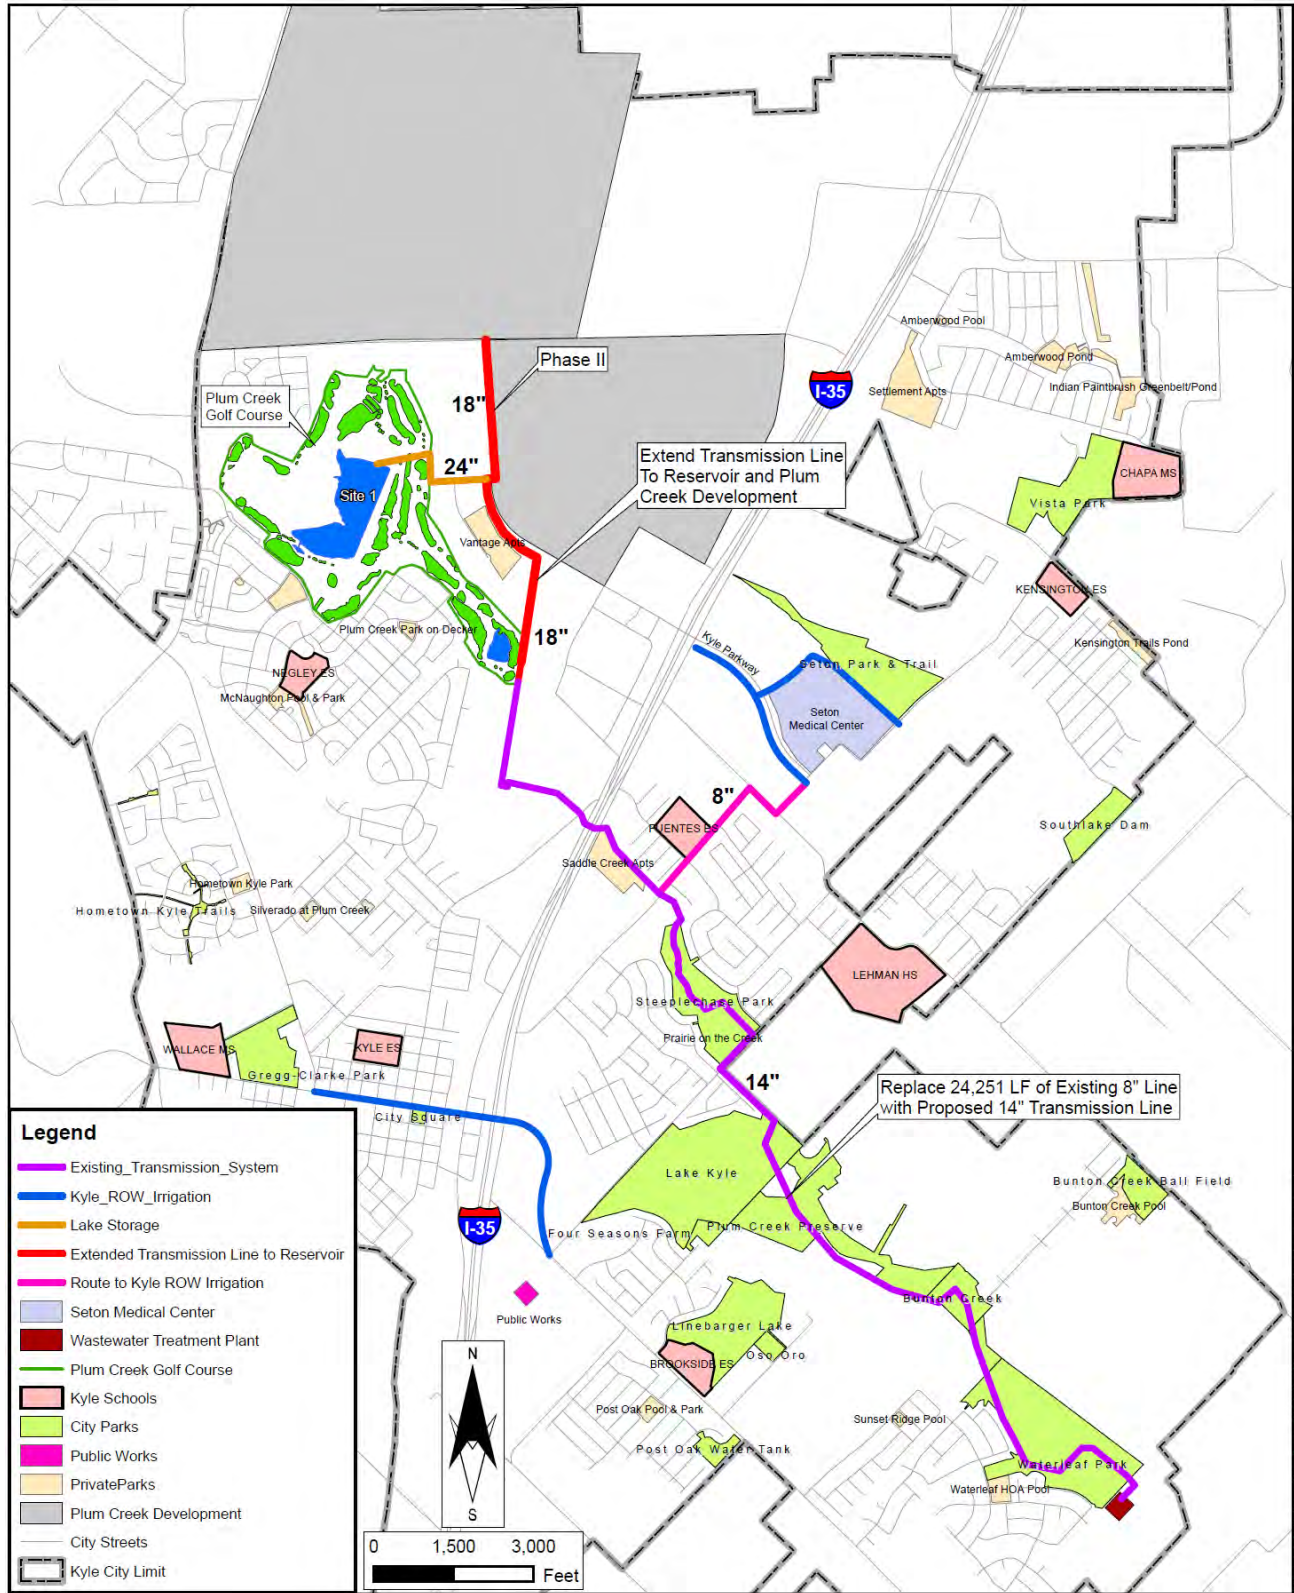 Amberwood Pool
Amberwood Pond
Phase II
I-35
Settlement Apts
Indian Paintbrush Greenbelt/Pond
Plum Creek
Golf Course
18"
24"
Extend Transmission Line
To Reservoir and Plum
Creek Development
CHAPA MS
Site 1
Vista Park
Vantage Apts
KENSINGTON ES
Plum Creek Park on Decker
18"
Kyle Parkway
Kensington Trails Pond
Seton Park & Trail
NEGLEY ES
McNaughton Pool & Park
Seton
Medical Center
8"
FUENTES ES
Southlake Dam
Saddle Creek Apts
Hometown Kyle Park
Hometown Kyle Trails
Silverado at Plum Creek
LEHMAN HS
Steeplechase Park
Prairie on the Creek
WALLACE MS
KYLE ES
Gregg-Clarke Park
14"
Replace 24,251 LF of Existing 8" Line
with Proposed 14" Transmission Line
City Square
Lake Kyle
Bunton Creek Ball Field
Bunton Creek Pool
I-35
Four Seasons Farm
Plum Creek Preserve
Bunton Creek
Public Works
Linebarger Lake
Oso Oro
BROOKSIDE ES
Post Oak Pool & Park
Sunset Ridge Pool
Post Oak Water Tank
Waterleaf Park
Waterleaf HOA Pool
Legend
Existing_Transmission_System
Kyle_ROW_Irrigation
Lake Storage
Extended Transmission Line to Reservoir
Route to Kyle ROW Irrigation
Seton Medical Center
Wastewater Treatment Plant
Plum Creek Golf Course
Kyle Schools
City Parks
Public Works
PrivateParks
Plum Creek Development
City Streets
Kyle City Limit
N
S
0 1,500 3,000
Feet